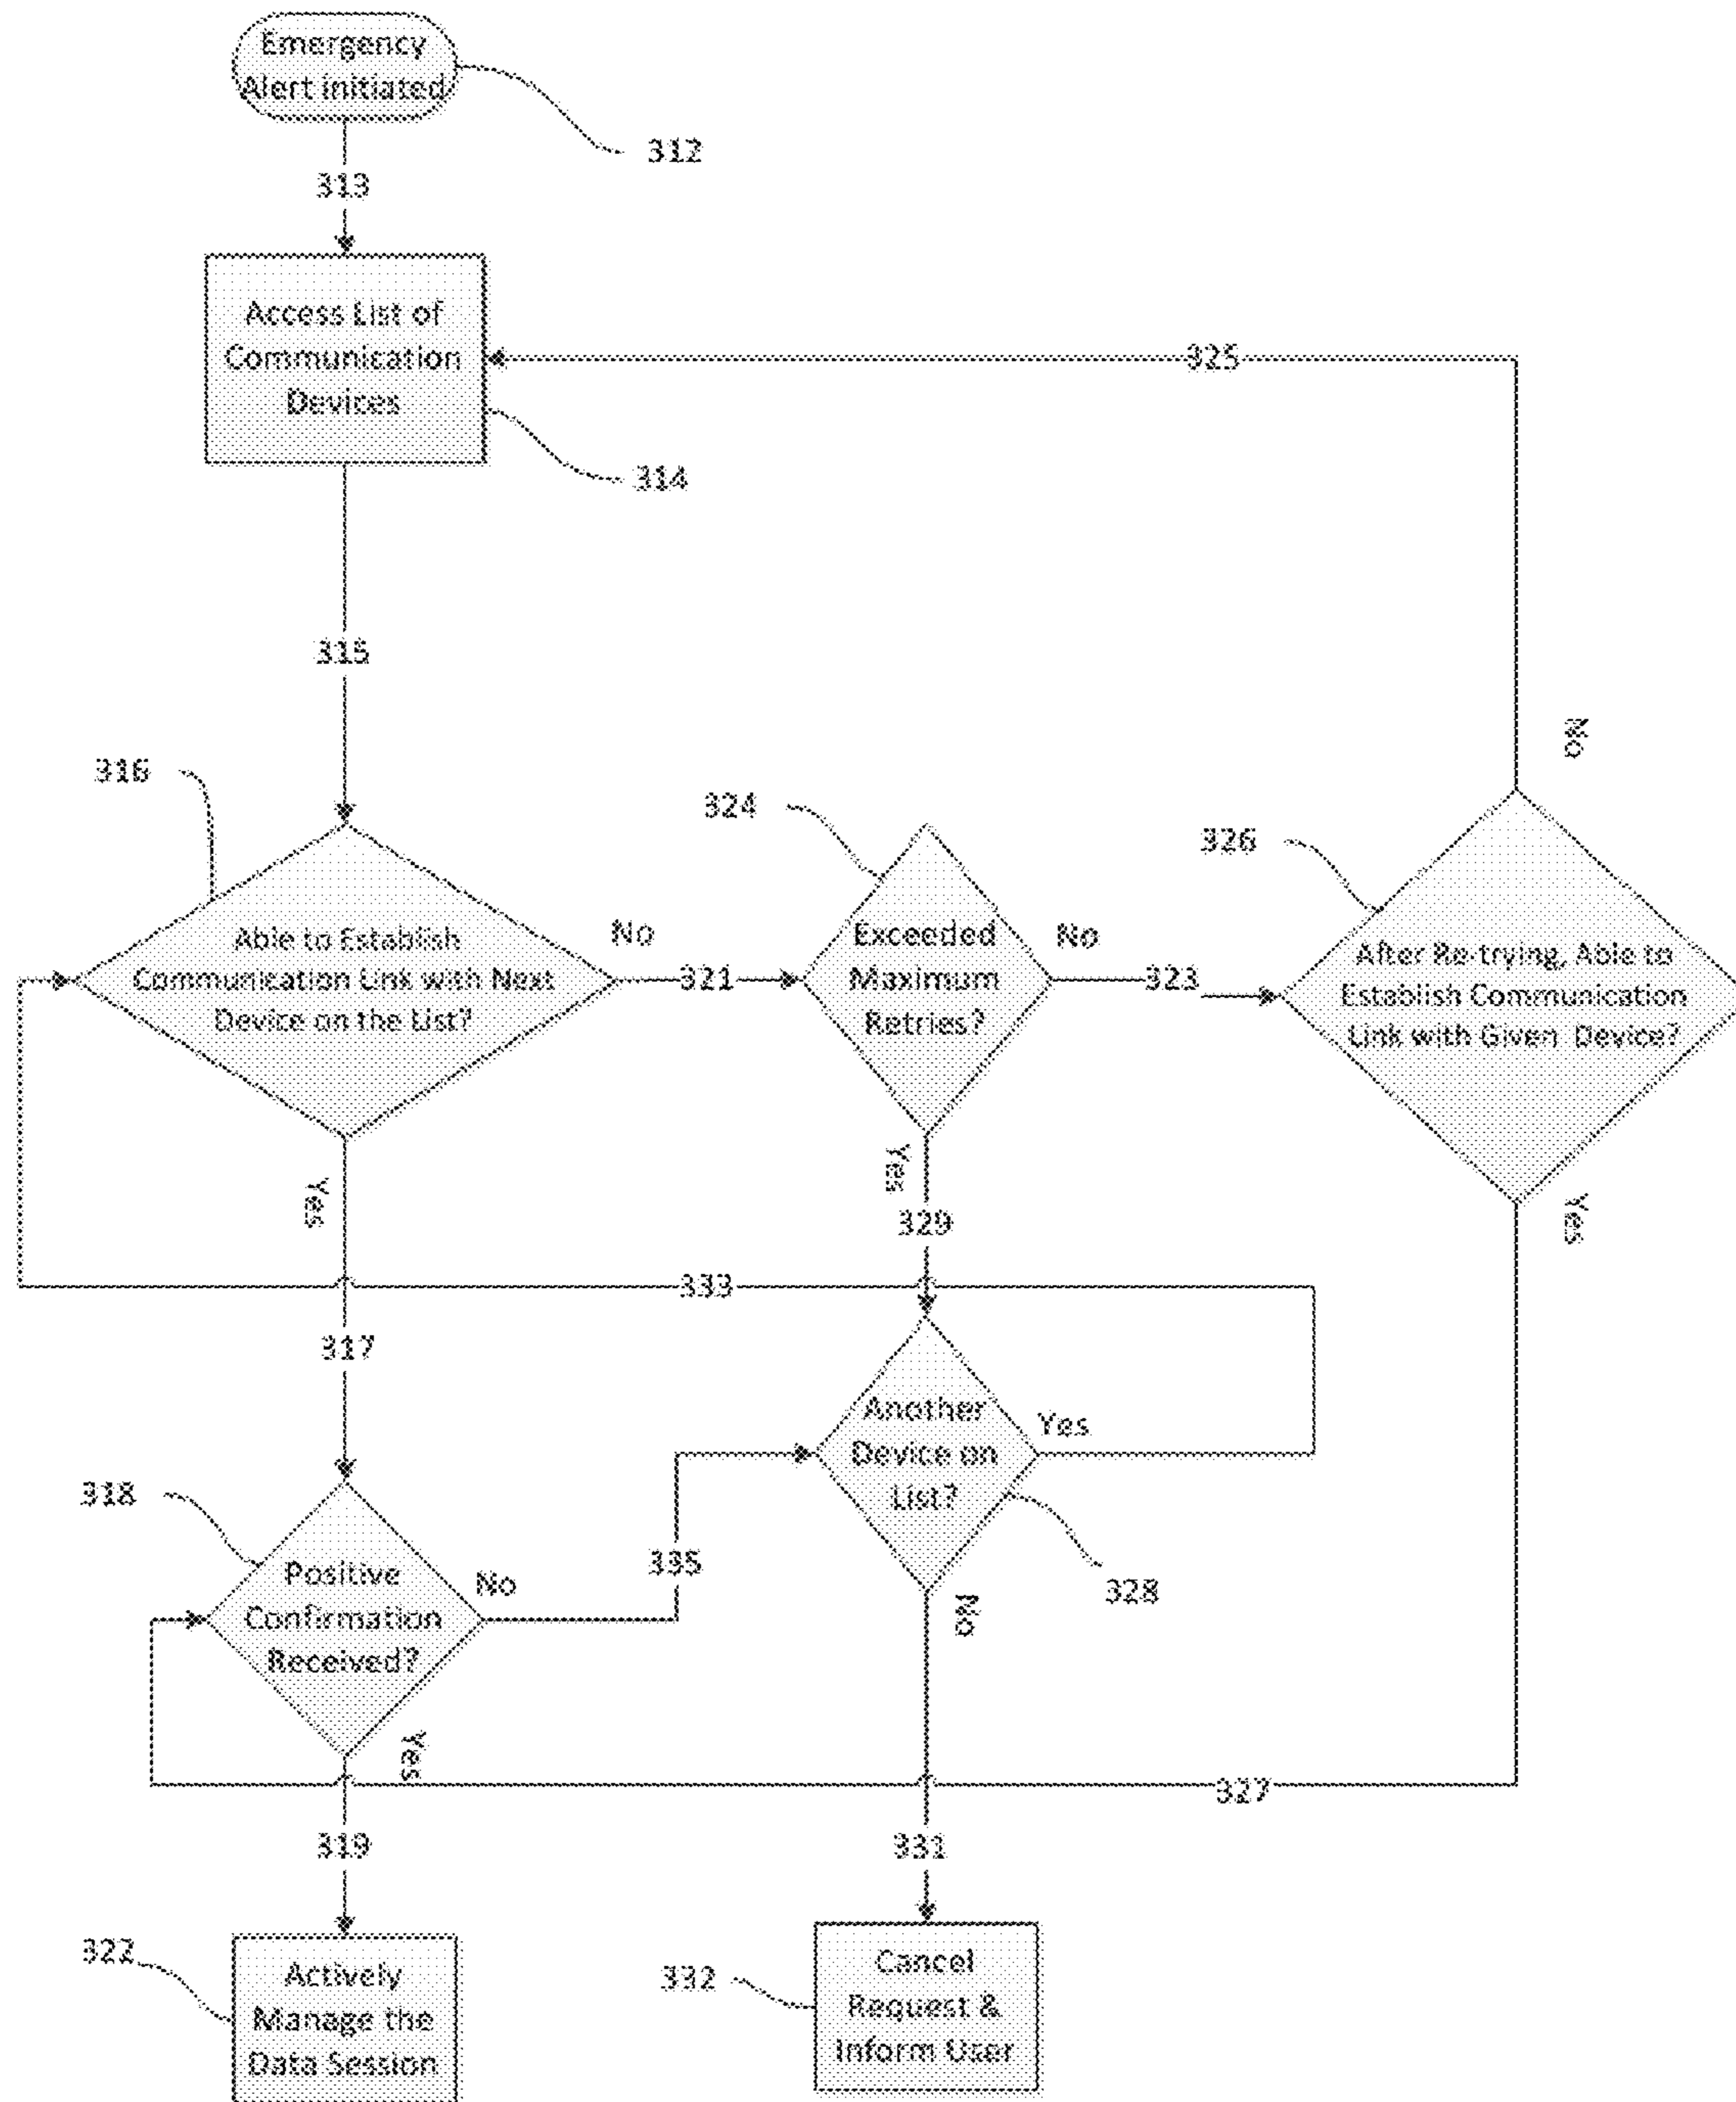 Emergency
Alert initiated
312
313
Access List of
Communication
Devices
325
314
315
316
324
326
No
Able to Establish
Communication Link with Next
Device on the List?
No
321
Exceeded
Maximum
Retries?
No
323
After Re-trying, Able to
Establish Communication
Link with Given Device?
Yes
Yes
Yes
329
333
317
Another
Device on
List?
Yes
318
328
Positive
Confirmation
Received?
No
335
No
Yes
327
319
331
322
Actively
Manage the
Data Session
332
Cancel
Request &
Inform User